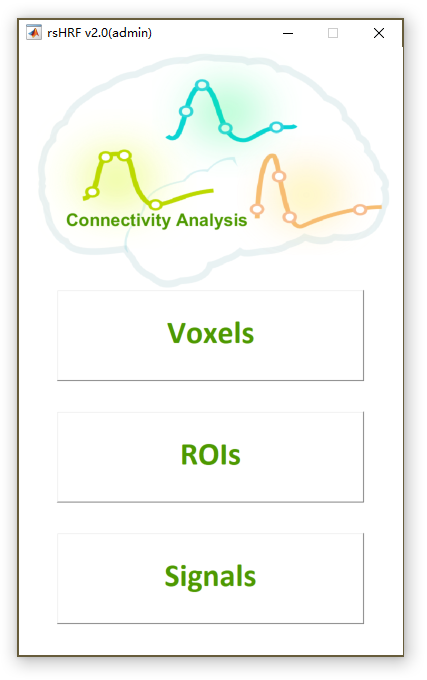 rsHRF v2.0(admin)
Connectivity Analysis
Voxels
ROIs
Signals